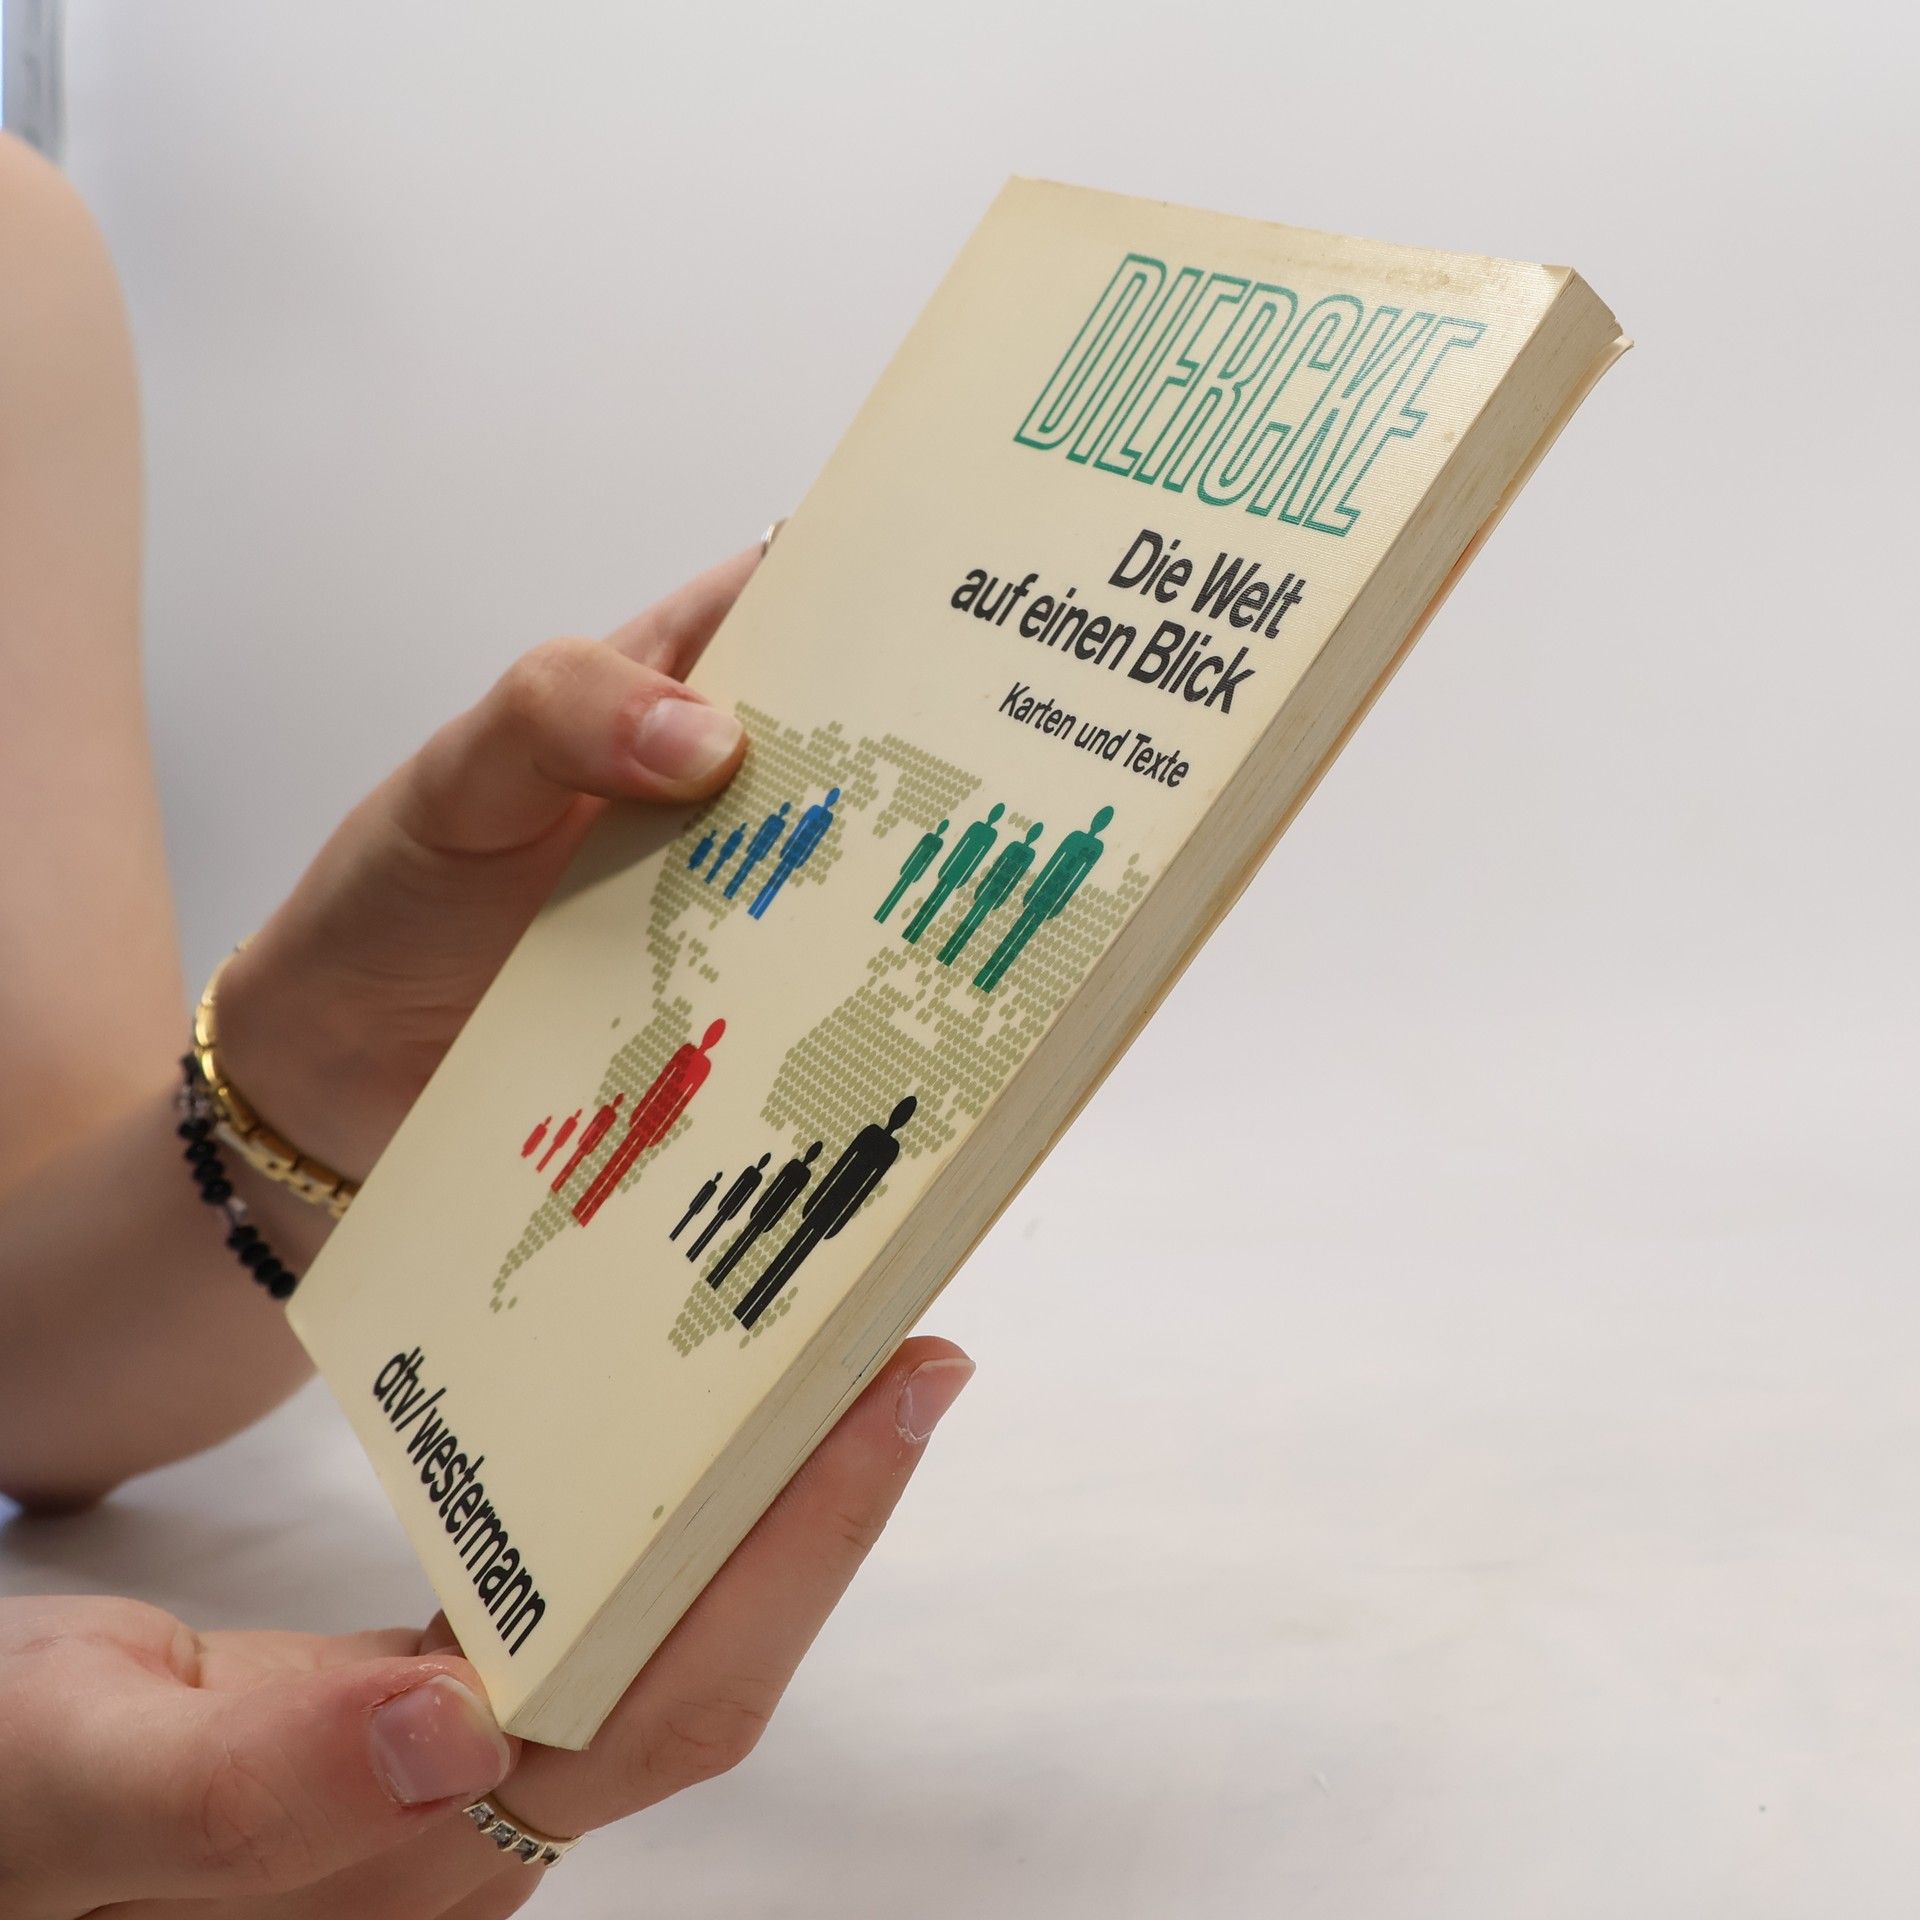 DIERCKE
Die Welt
auf einen Blick
Karten und Texte
dtv/westermann